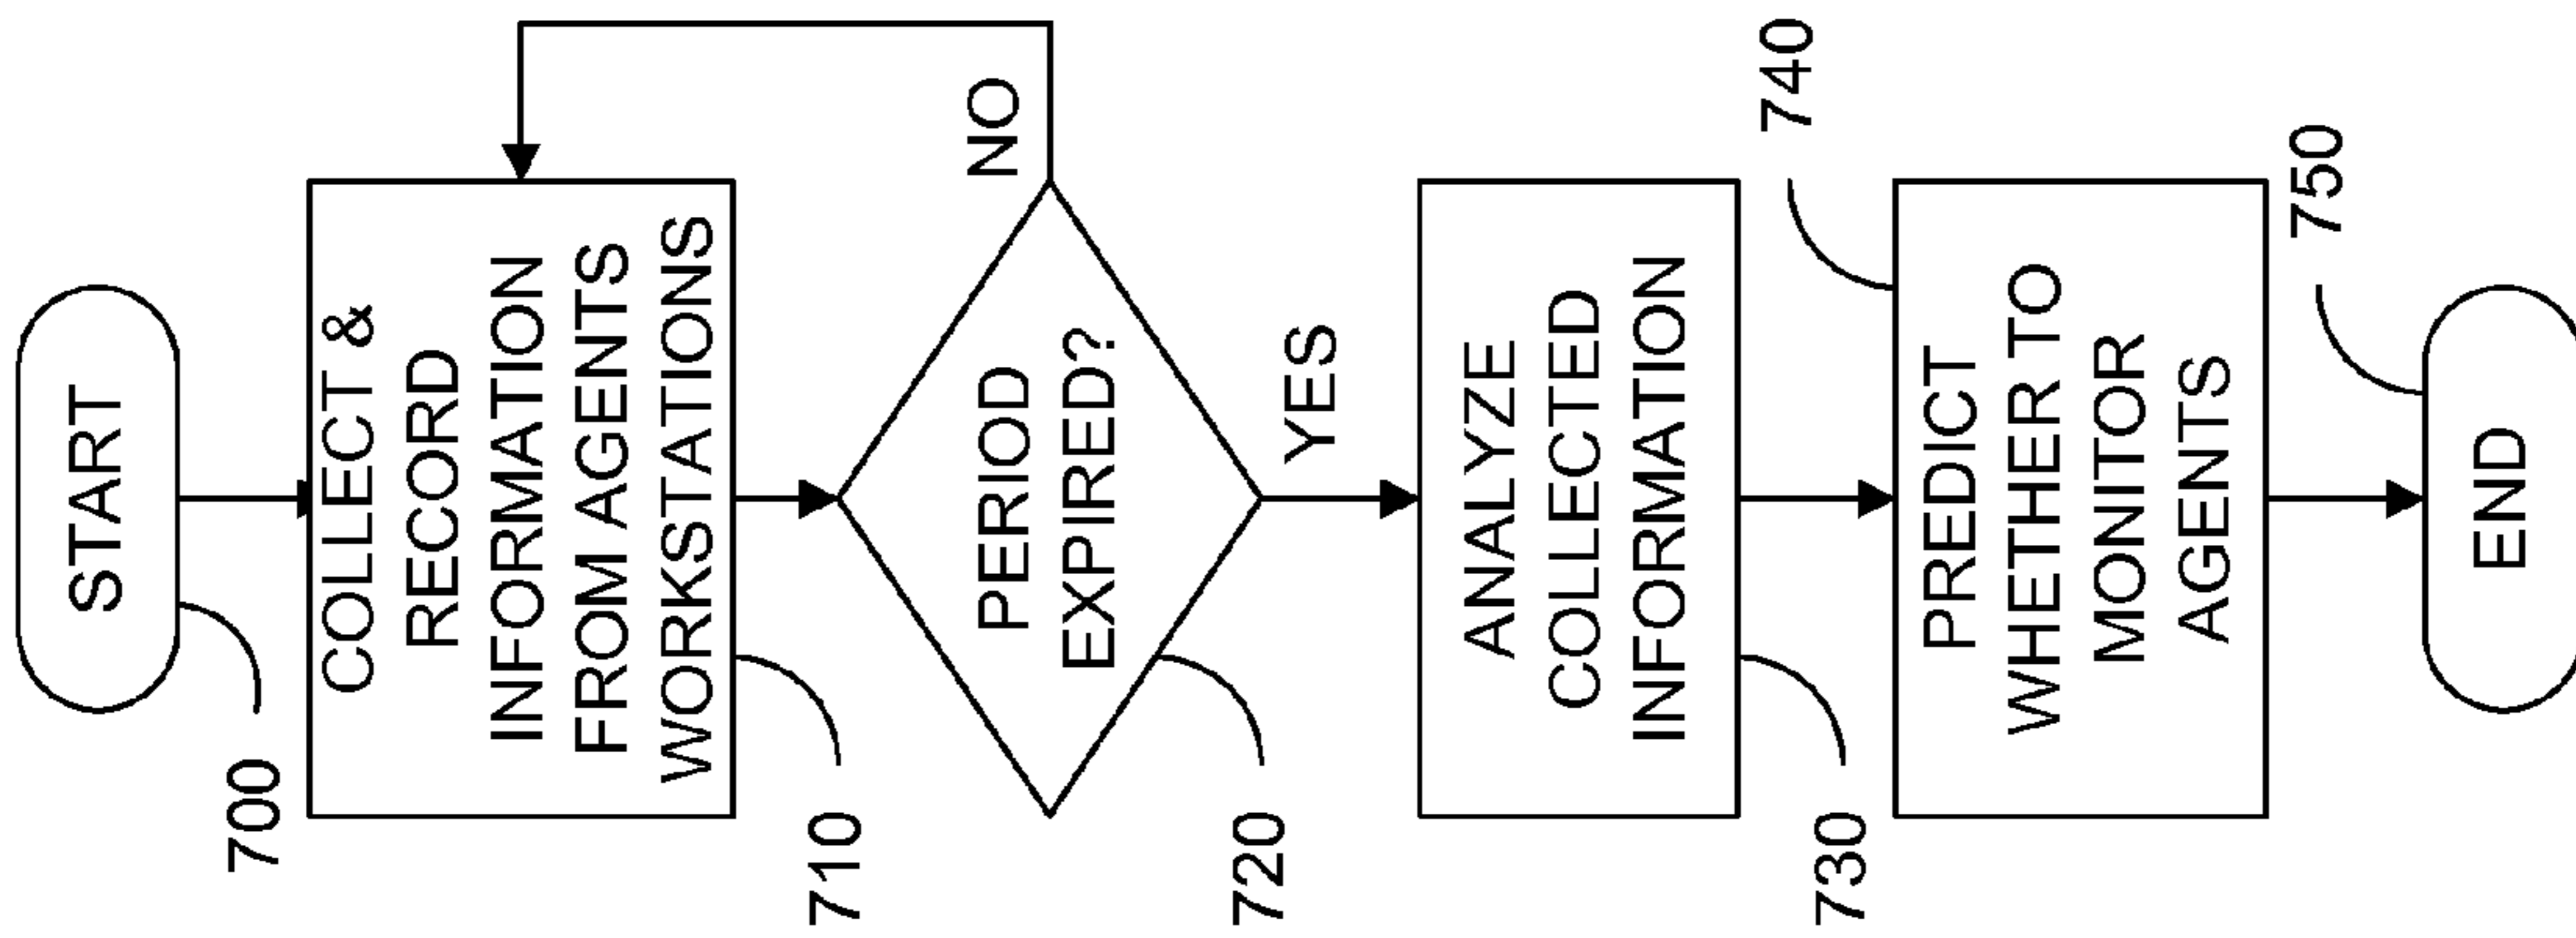 START
700
COLLECT &
RECORD
INFORMATION
FROM AGENTS
WORKSTATIONS
710
NO
PERIOD
EXPIRED?
720
YES
ANALYZE
COLLECTED
INFORMATION
730
740
PREDICT
WHETHER TO
MONITOR
AGENTS
750
END